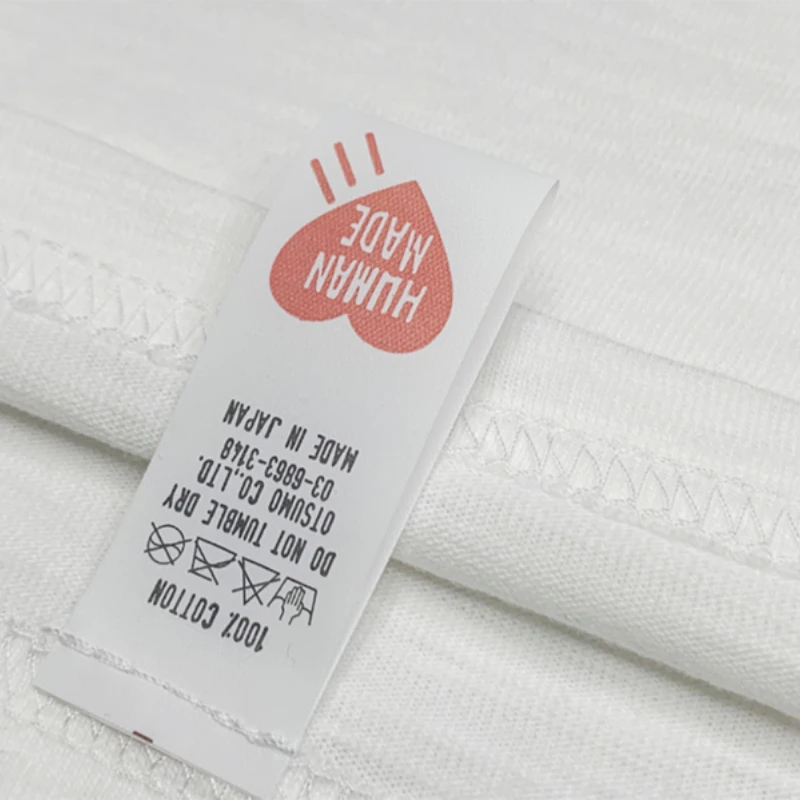 100% COTTON
DO NOT TUMBLE DRY
OTSUMO CO.,LTD.
03-6863-3148
MADE IN JAPAN
HUMAN
MADE